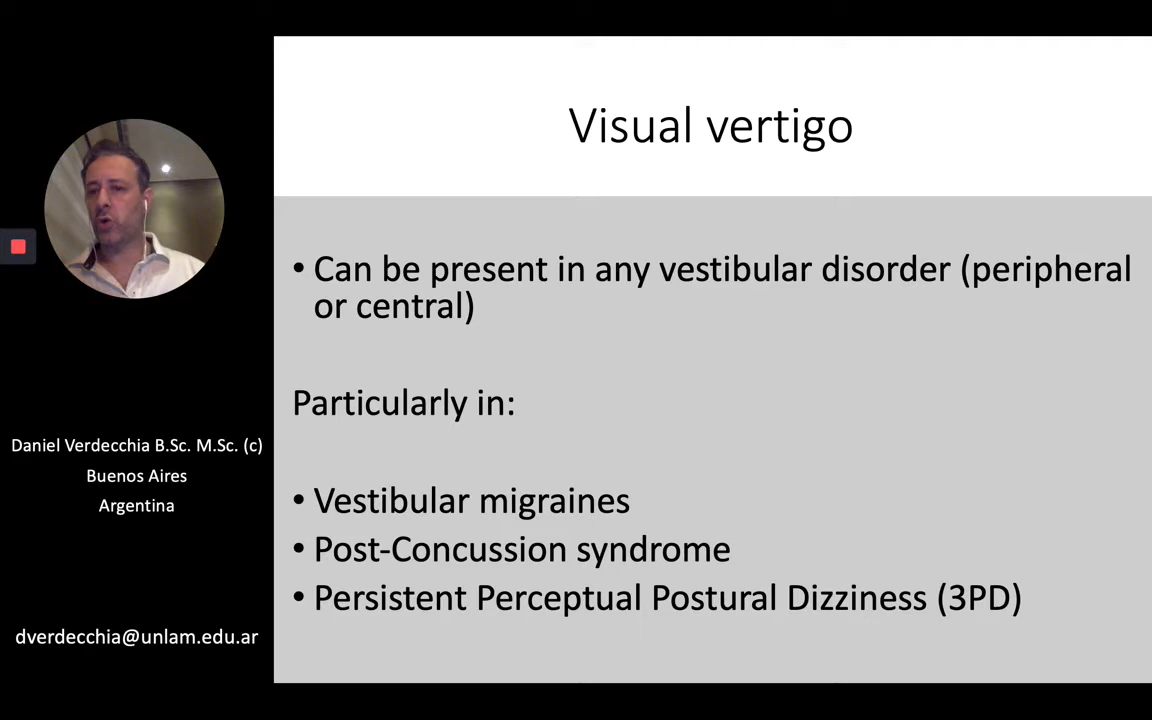 Visual vertigo
• Can be present in any vestibular disorder (peripheral
or central)
Particularly in:
• Vestibular migraines
• Post-Concussion syndrome
• Persistent Perceptual Postural Dizziness (3PD)
Daniel Verdecchia B.Sc. M.Sc. (c)
Buenos Aires
Argentina
dverdecchia@unlam.edu.ar